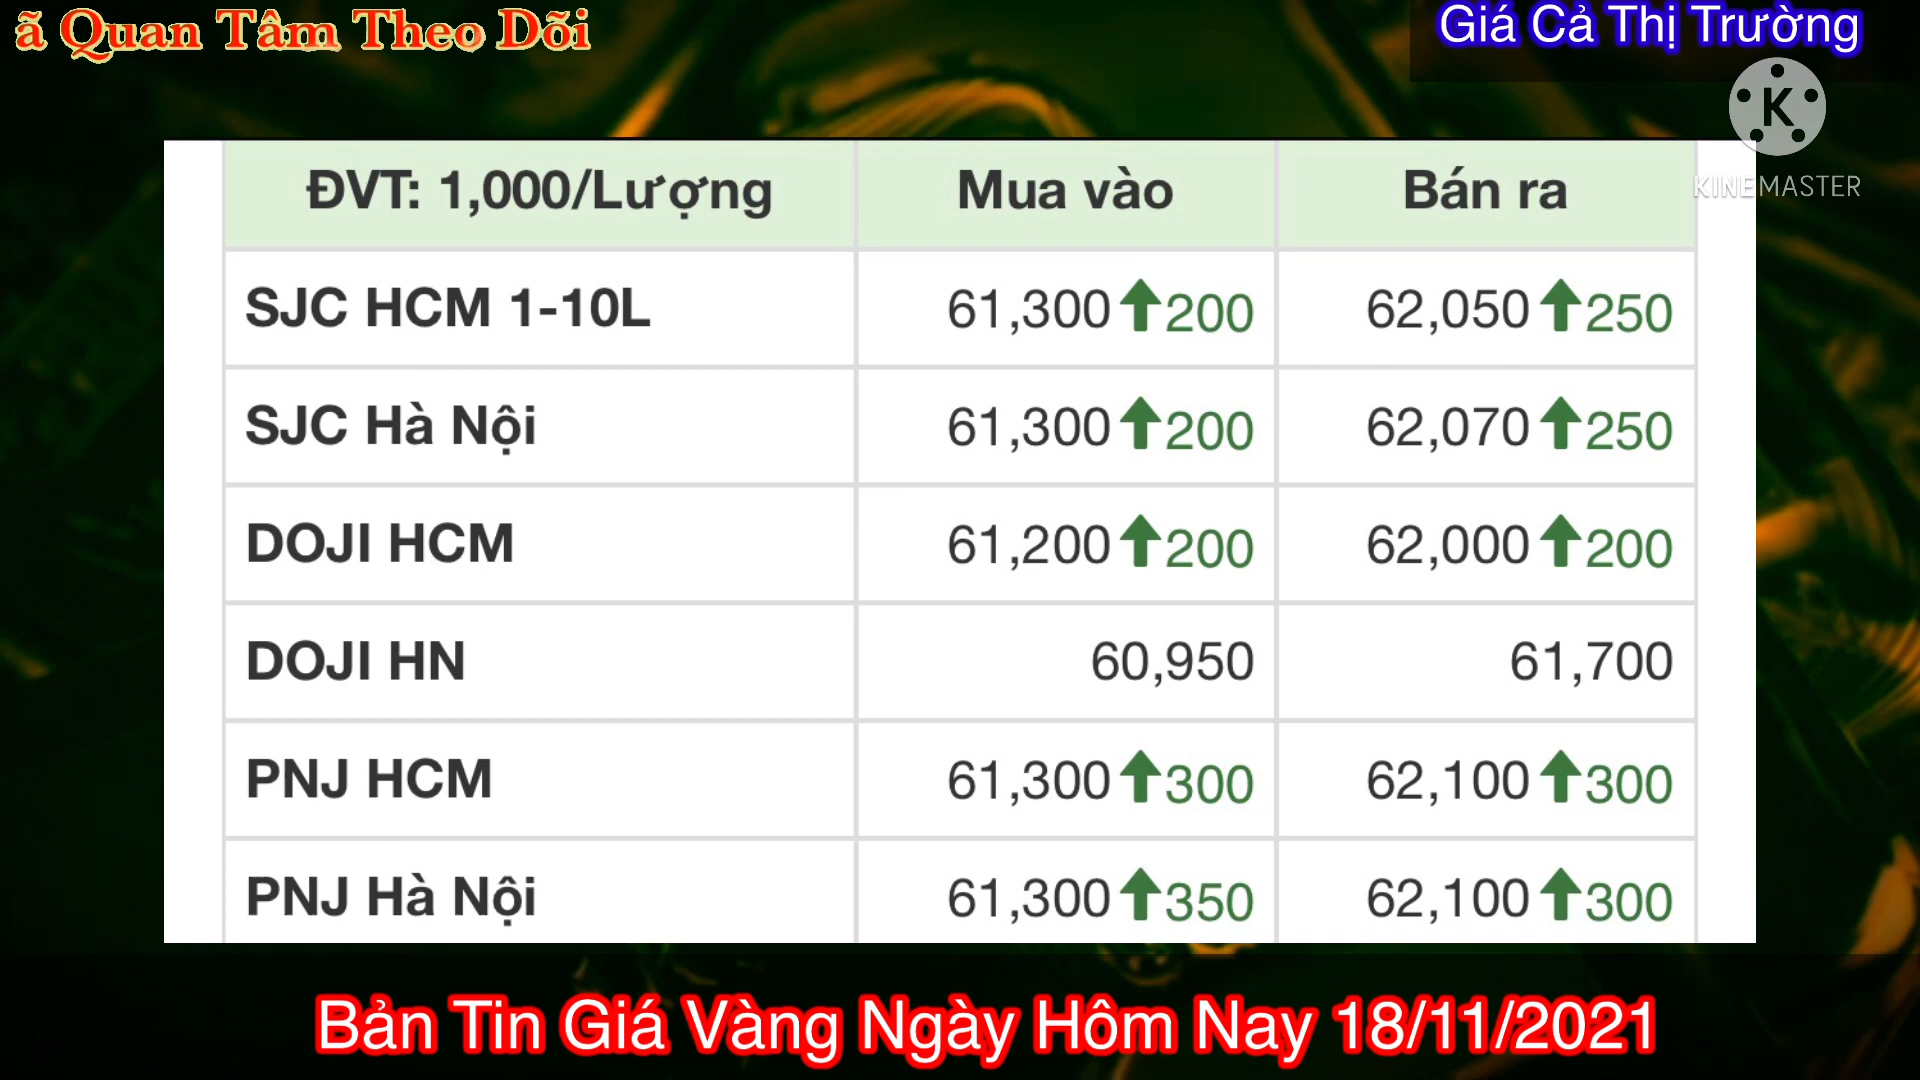 ã Quan Tâm Theo Dõi
Giá Cả Thị Trường
K
KINEMASTER
ĐVT: 1,000/Lượng Mua vào Bán ra
SJC HCM 1-10L 61,300 200 62,050 250
SJC Hà Nội 61,300 200 62,070 250
DOJI HCM 61,200 200 62,000 200
DOJI HN 60,950 61,700
PNJ HCM 61,300 300 62,100 300
PNJ Hà Nội 61,300 350 62,100 300
Bản Tin Giá Vàng Ngày Hôm Nay 18/11/2021